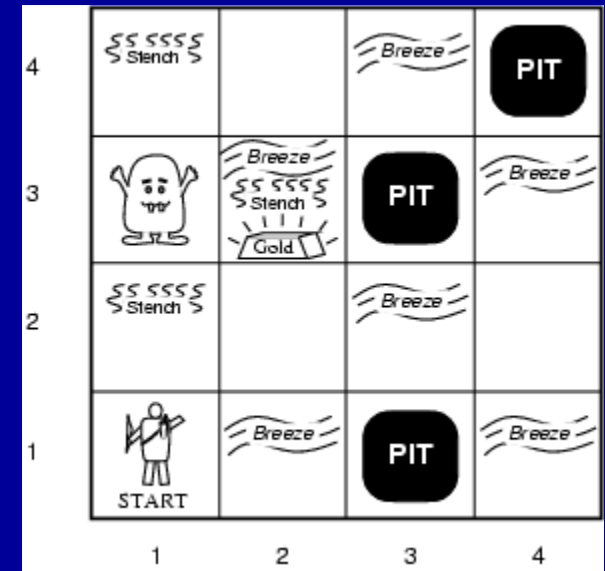 4
Stench
Breeze
PIT
3
Breeze
Stench
Gold
PIT
Breeze
2
Stench
Breeze
1
START
Breeze
PIT
Breeze
1 2 3 4